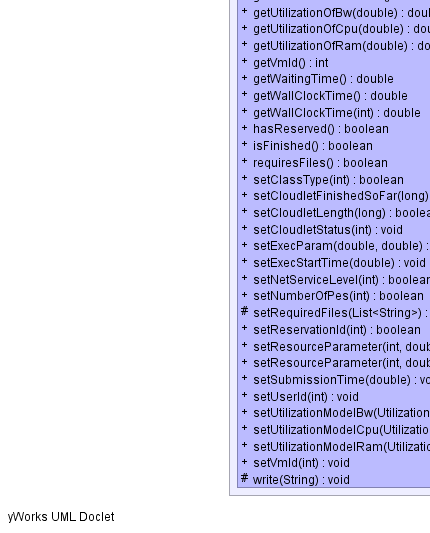 + getUtilizationOfBw(double) : doul
+ getUtilizationOfCpu(double) : dou
+ getUtilizationOfRam(double) : do
+ getVmId() : int
+ getWaitingTime() : double
+ getWallClockTime() : double
+ getWallClockTime(int) : double
+ hasReserved() : boolean
+ isFinished() : boolean
+ requiresFiles() : boolean
+ setClassType(int) : boolean
+ setCloudletFinishedSoFar(long)
+ setCloudletLength(long) : boolea
+ setCloudletStatus(int) : void
+ setExecParam(double, double) :
+ setExecStartTime(double) : void
+ setNetServiceLevel(int) : boolear
+ setNumberOfPes(int) : boolean
# setRequiredFiles(List<String>) :
+ setReservationId(int) : boolean
+ setResourceParameter(int, doub
+ setResourceParameter(int, doub
+ setSubmissionTime(double) : vo
+ setUserId(int) : void
+ setUtilizationModelBw(Utilization
+ setUtilizationModelCpu(Utilizatio
+ setUtilizationModelRam(Utilizatio
+ setVmId(int) : void
# write(String) : void
yWorks UML Doclet